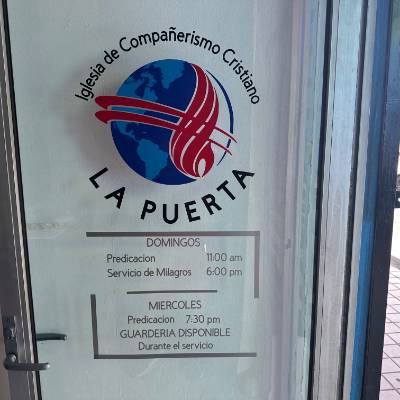 Iglesia de Compañerismo Cristiano
LA PUERTA
DOMINGOS
Predicacion 11:00 am
Servicio de Milagros 6:00 pm
MIERCOLES
Predicacion 7:30 pm
GUARDERIA DISPONIBLE
Durante el servicio